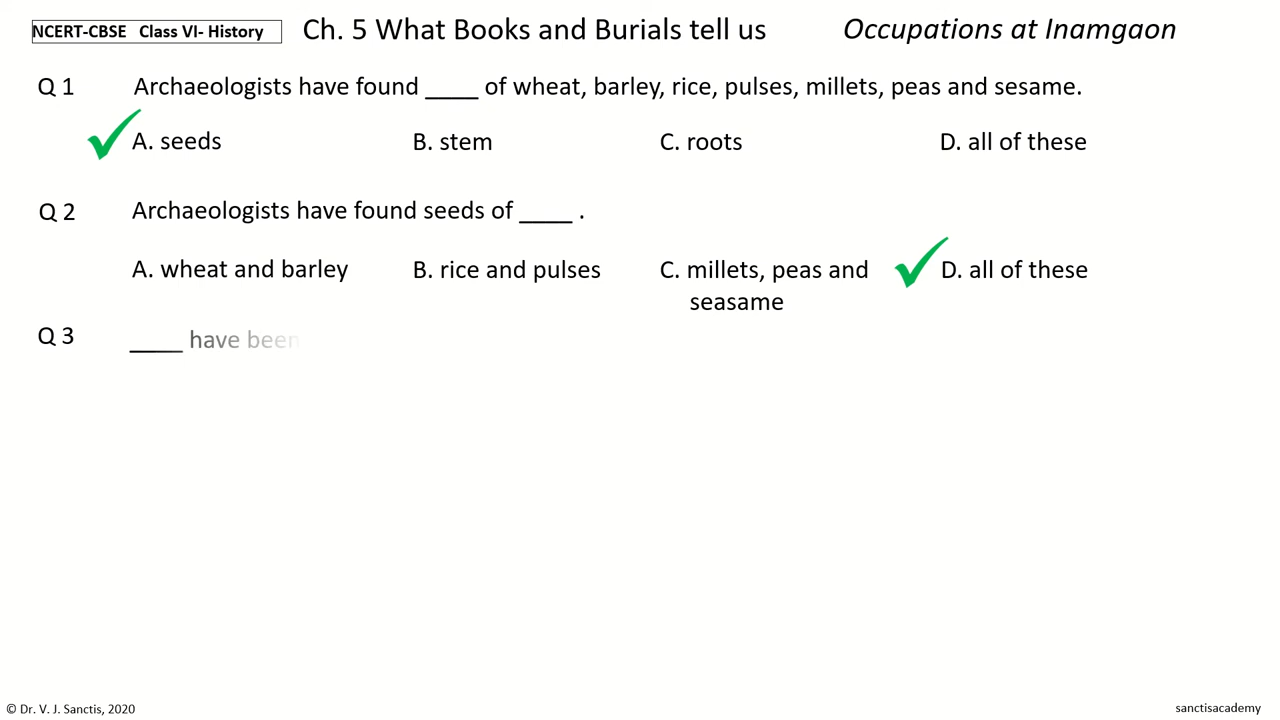 NCERT-CBSE Class VI- History
Ch. 5 What Books and Burials tell us
Occupations at Inamgaon
Q 1 Archaeologists have found ____ of wheat, barley, rice, pulses, millets, peas and sesame.
A. seeds B. stem C. roots D. all of these
Q 2 Archaeologists have found seeds of ____ .
A. wheat and barley B. rice and pulses C. millets, peas and D. all of these
seasame
Q 3 ____ have been
© Dr. V. J. Sanctis, 2020
sanctisacademy